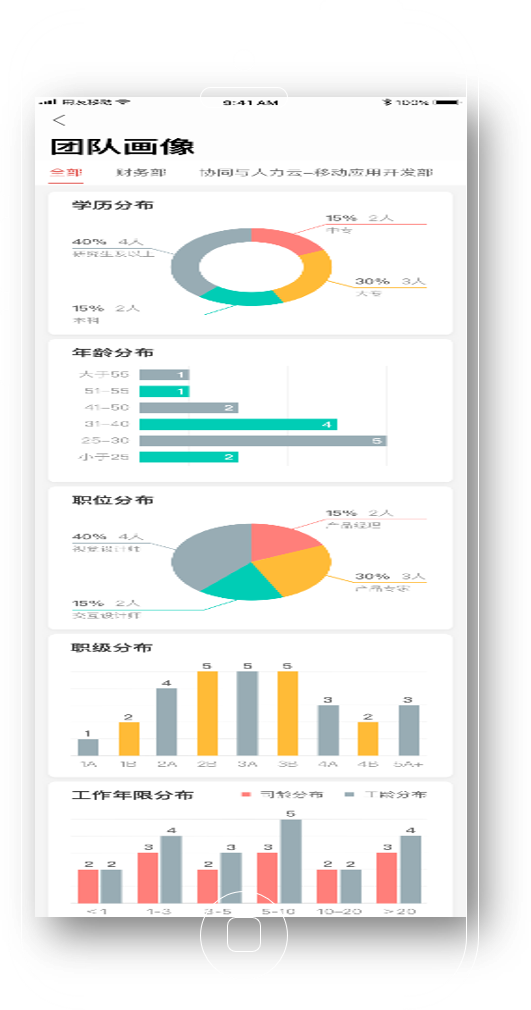 用友移动 9:41 AM 100%
团队画像
全部 财务部 协同与人力云-移动应用开发部
学历分布
15% 2人
中专
40% 4人
研究生及以上
30% 3人
大专
15% 2人
本科
年龄分布
大于55 1
51-55 1
41-50 2
31-40 4
25-30 5
小于25 2
职位分布
15% 2人
产品经理
40% 4人
视觉设计师
30% 3人
产品专家
15% 2人
交互设计师
职级分布
1 2 4 5 5 5 3 2 3
1A 1B 2A 2B 3A 3B 4A 4B 5A+
工作年限分布 司龄分布 工龄分布
2 2 3 4 2 3 3 5 2 2 3 4
<1 1-3 3-5 5-10 10-20 >20